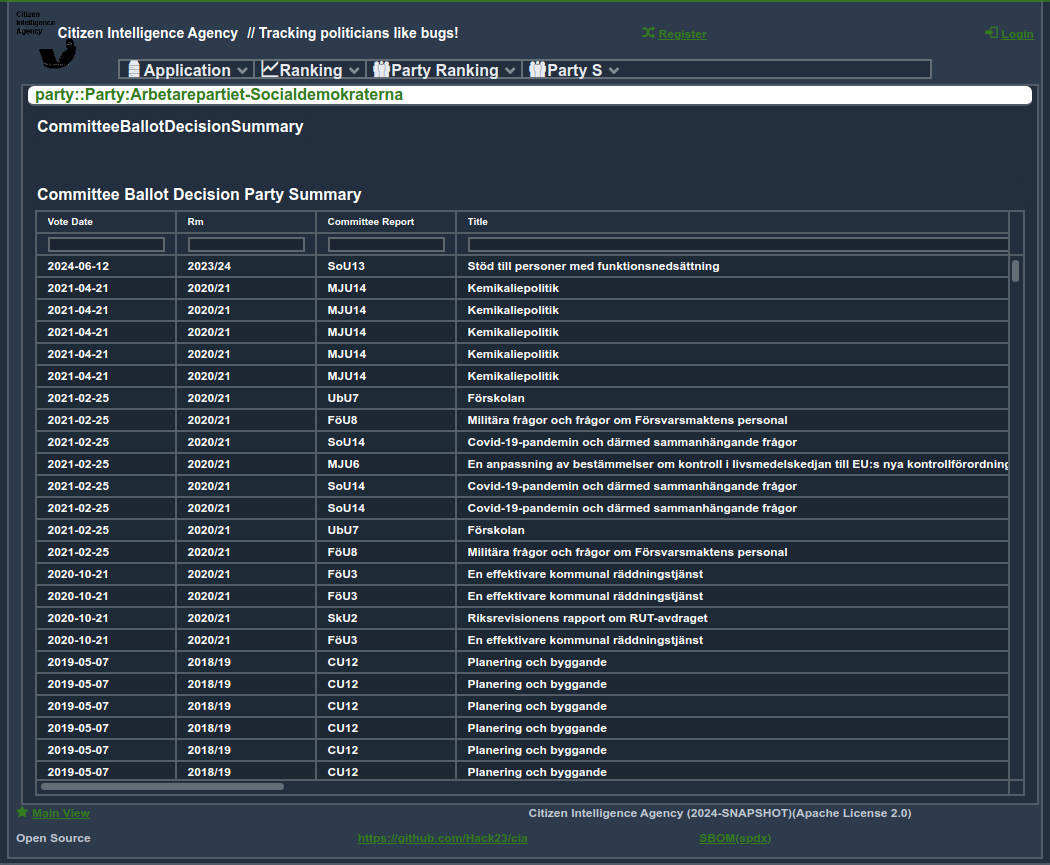 Citizen
Intelligence
Agency
Citizen Intelligence Agency // Tracking politicians like bugs!
Register
Login
Application
Ranking
Party Ranking
Party S
party::Party:Arbetarepartiet-Socialdemokraterna
CommitteeBallotDecisionSummary
Committee Ballot Decision Party Summary
Vote Date Rm Committee Report Title
2024-06-12 2023/24 SoU13 Stöd till personer med funktionsnedsättning
2021-04-21 2020/21 MJU14 Kemikaliepolitik
2021-04-21 2020/21 MJU14 Kemikaliepolitik
2021-04-21 2020/21 MJU14 Kemikaliepolitik
2021-04-21 2020/21 MJU14 Kemikaliepolitik
2021-04-21 2020/21 MJU14 Kemikaliepolitik
2021-02-25 2020/21 UbU7 Förskolan
2021-02-25 2020/21 FöU8 Militära frågor och frågor om Försvarsmaktens personal
2021-02-25 2020/21 SoU14 Covid-19-pandemin och därmed sammanhängande frågor
2021-02-25 2020/21 MJU6 En anpassning av bestämmelser om kontroll i livsmedelskedjan till EU:s nya kontrollförordning
2021-02-25 2020/21 SoU14 Covid-19-pandemin och därmed sammanhängande frågor
2021-02-25 2020/21 SoU14 Covid-19-pandemin och därmed sammanhängande frågor
2021-02-25 2020/21 UbU7 Förskolan
2021-02-25 2020/21 FöU8 Militära frågor och frågor om Försvarsmaktens personal
2020-10-21 2020/21 FöU3 En effektivare kommunal räddningstjänst
2020-10-21 2020/21 FöU3 En effektivare kommunal räddningstjänst
2020-10-21 2020/21 SkU2 Riksrevisionens rapport om RUT-avdraget
2020-10-21 2020/21 FöU3 En effektivare kommunal räddningstjänst
2019-05-07 2018/19 CU12 Planering och byggande
2019-05-07 2018/19 CU12 Planering och byggande
2019-05-07 2018/19 CU12 Planering och byggande
2019-05-07 2018/19 CU12 Planering och byggande
2019-05-07 2018/19 CU12 Planering och byggande
2019-05-07 2018/19 CU12 Planering och byggande
Main View
Citizen Intelligence Agency (2024-SNAPSHOT)(Apache License 2.0)
Open Source
https://github.com/Hack23/cia
SBOM(spdx)